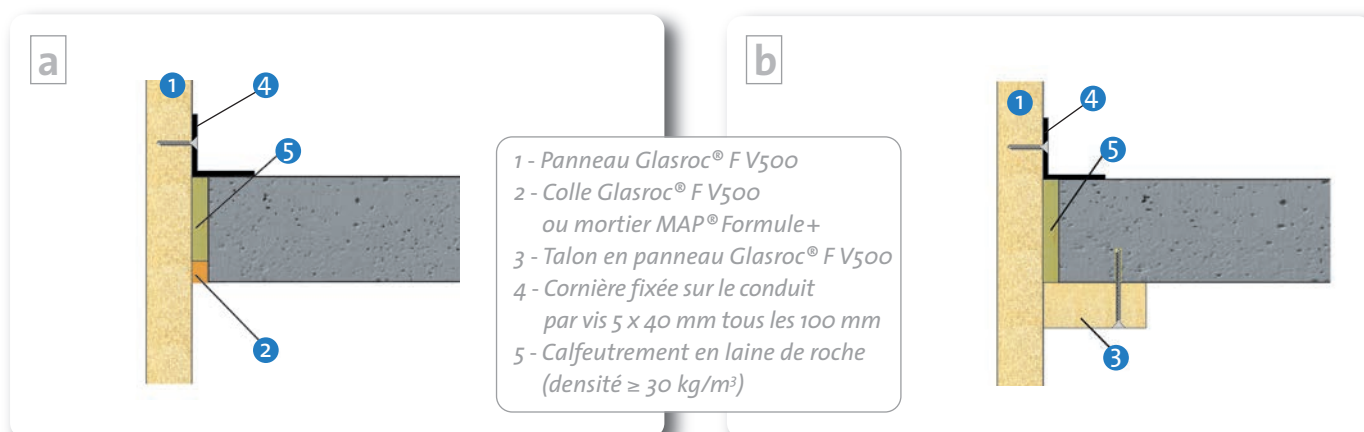 a
1
4
5
2
1 - Panneau Glasroc® F V500
2 - Colle Glasroc® F V500
ou mortier MAP® Formule+
3 - Talon en panneau Glasroc® F V500
4 - Cornière fixée sur le conduit
par vis 5 x 40 mm tous les 100 mm
5 - Calfeutrement en laine de roche
(densité ≥ 30 kg/m³)
b
1
4
5
3